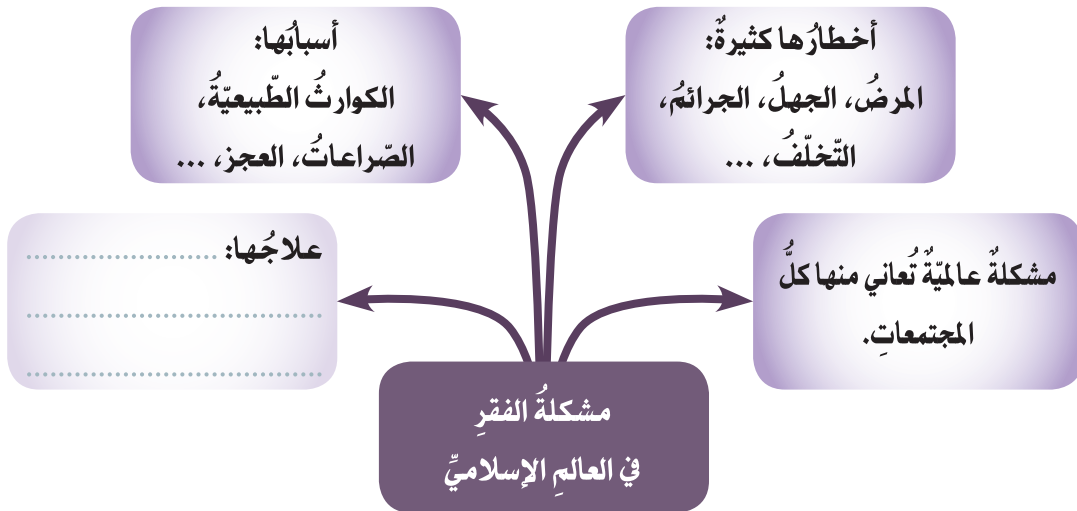 أخطارُها كثيرةٌ:
المرضُ، الجهلُ، الجرائمُ،
التّخلّفُ، ...
أسبابُها:
الكوارثُ الطّبيعيّةُ،
الصّراعاتُ، العجز، ...
مشكلةٌ عالميّةٌ تُعاني منها كلُّ
المجتمعاتِ.
علاجُها: ......................
..................................
..................................
مشكلةُ الفقرِ
في العالمِ الإسلاميِّ